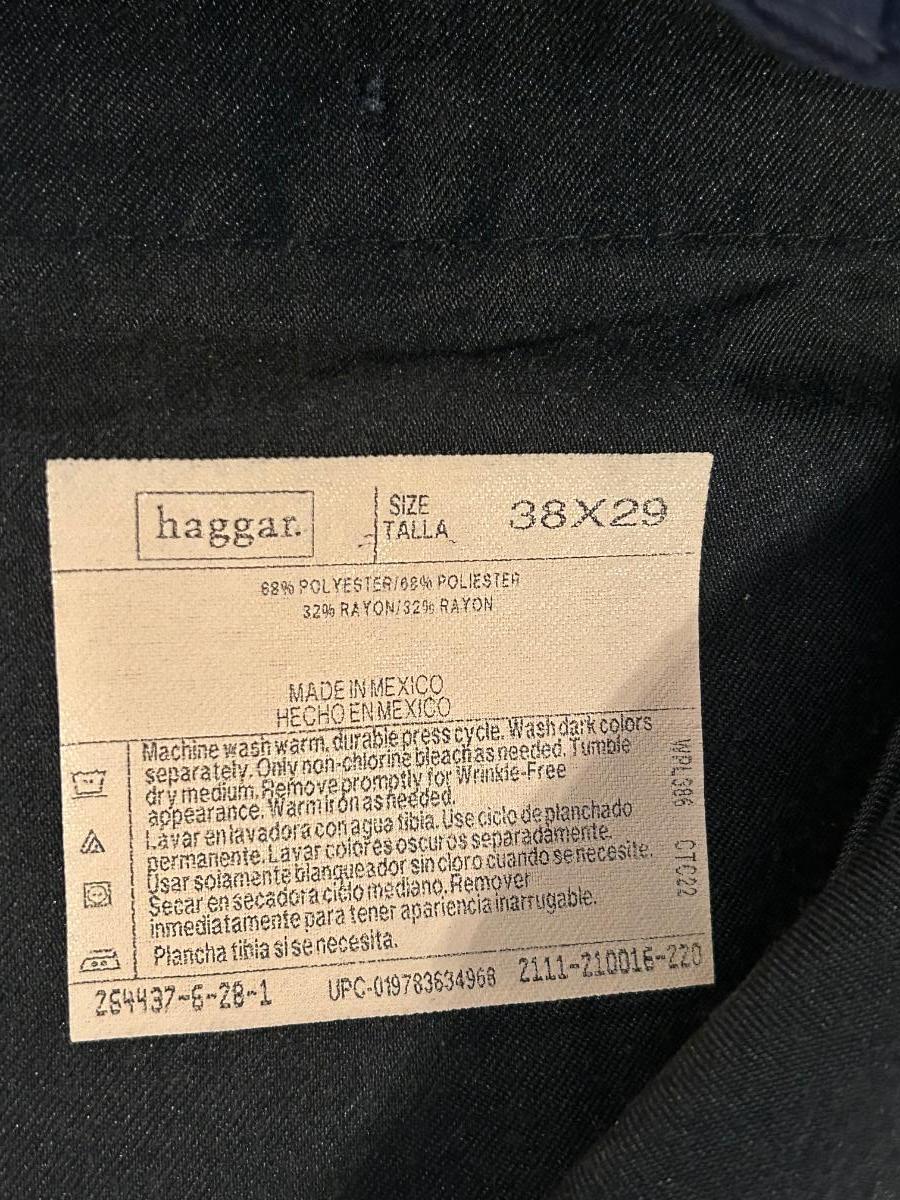 haggar.
SIZE
TALLA
38X29
68% POLYESTER/68% POLIESTER
32% RAYON/32% RAYON
MADE IN MEXICO
HECHO EN MEXICO
Machine wash warm, durable press cycle. Wash dark colors
separately. Only non-chlorine bleach as needed. Tumble
dry medium. Remove promptly for Wrinkle-Free
appearance. Warm iron as needed.
Lavar en lavadora con agua tibia. Use ciclo de planchado
permanente. Lavar colores oscuros separadamente.
Usar solamente blanqueador sin cloro cuando se necesite.
Secar en secadora ciclo mediano. Remover
inmediatamente para tener apariencia inarrugable.
Plancha tibia si se necesita.
WPL386 CTC22
264437-6-28-1 UPC-019783634968 2111-210016-220